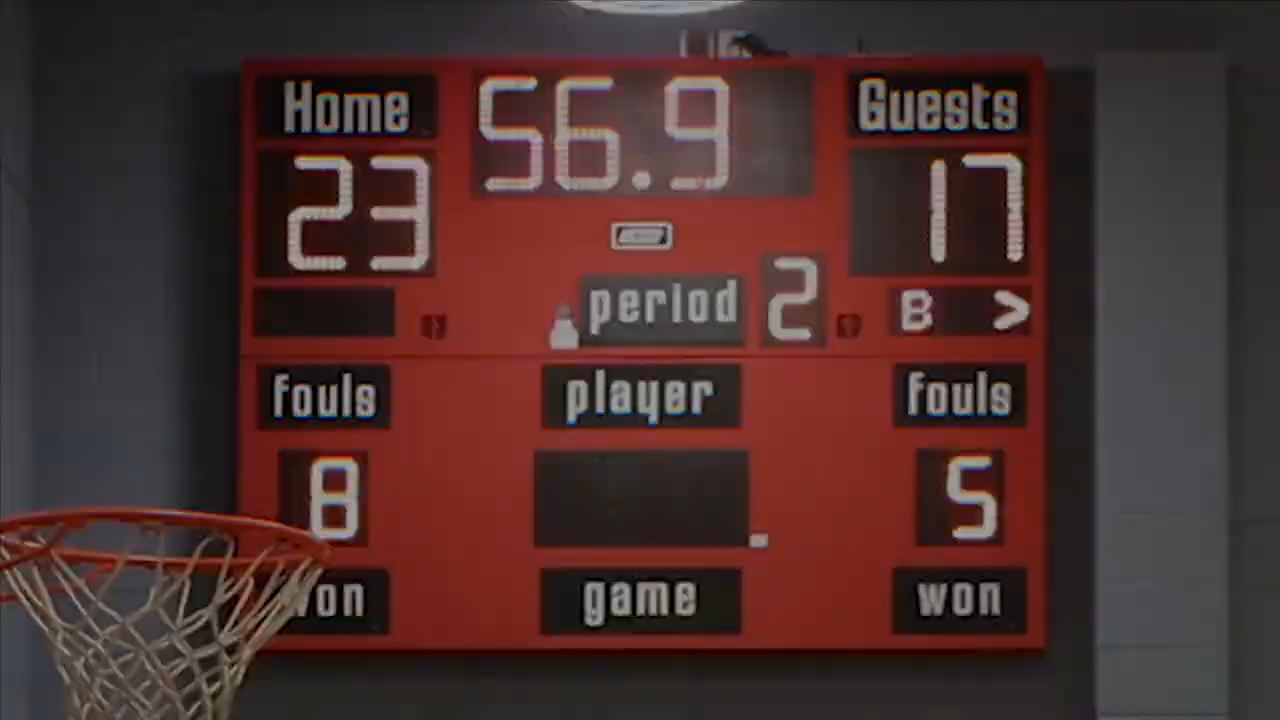 Home 56.9 Guests
23 17
period 2 B >
fouls player fouls
8 5
won game won